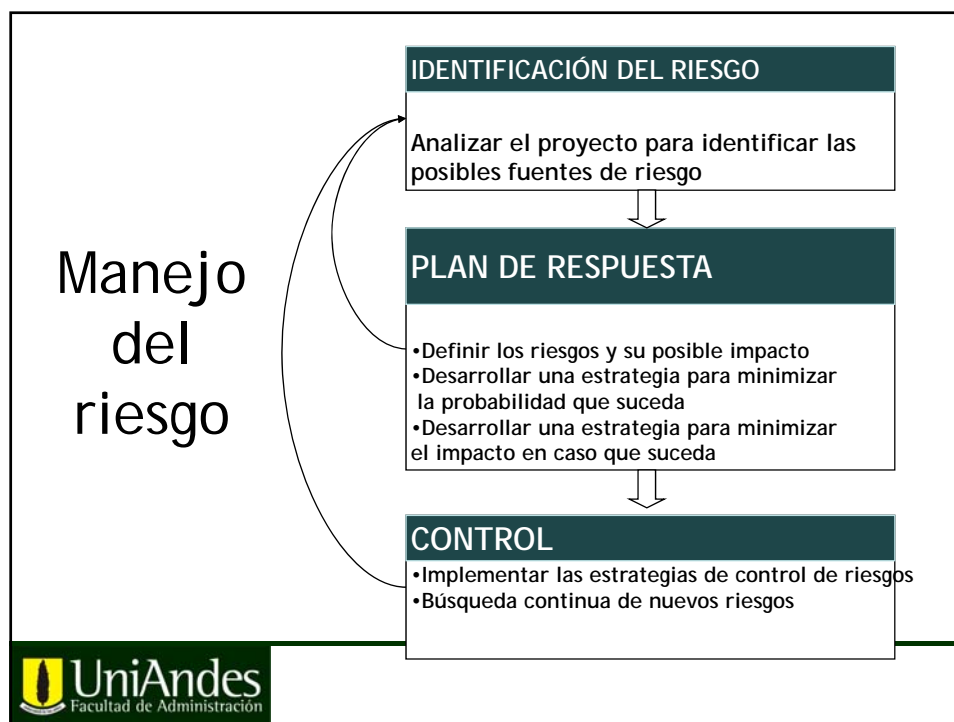 Manejo
del
riesgo
IDENTIFICACIÓN DEL RIESGO
Analizar el proyecto para identificar las
posibles fuentes de riesgo
PLAN DE RESPUESTA
•Definir los riesgos y su posible impacto
•Desarrollar una estrategia para minimizar
la probabilidad que suceda
•Desarrollar una estrategia para minimizar
el impacto en caso que suceda
CONTROL
•Implementar las estrategias de control de riesgos
•Búsqueda continua de nuevos riesgos
UniAndes
Facultad de Administración